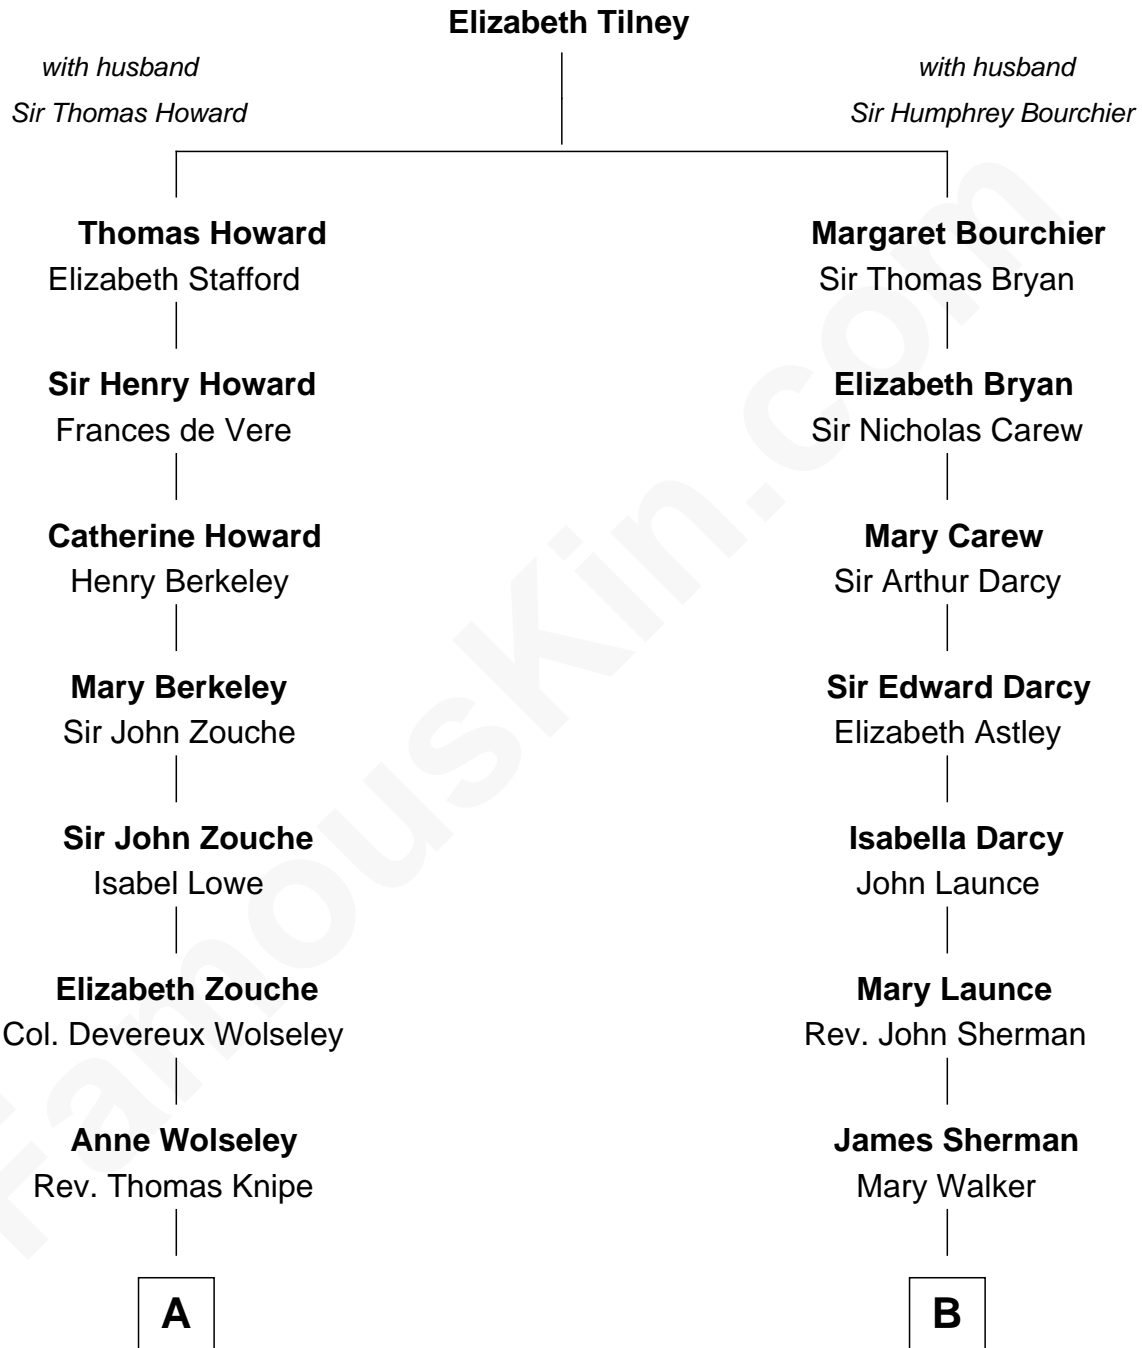 Elizabeth Tilney
with husband
Sir Thomas Howard
with husband
Sir Humphrey Bourchier
Thomas Howard
Elizabeth Stafford
Margaret Bourchier
Sir Thomas Bryan
Sir Henry Howard
Frances de Vere
Elizabeth Bryan
Sir Nicholas Carew
Catherine Howard
Henry Berkeley
Mary Carew
Sir Arthur Darcy
Mary Berkeley
Sir John Zouche
Sir Edward Darcy
Elizabeth Astley
Sir John Zouche
Isabel Lowe
Isabella Darcy
John Launce
Elizabeth Zouche
Col. Devereux Wolseley
Mary Launce
Rev. John Sherman
Anne Wolseley
Rev. Thomas Knipe
James Sherman
Mary Walker
A
B
FamousKin.com